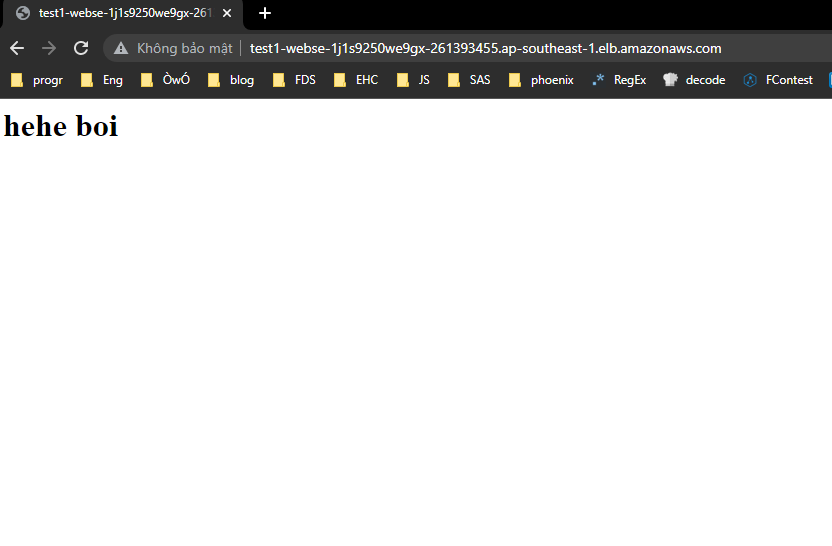 test1-webse-1j1s9250we9gx-261
Không bảo mật test1-webse-1j1s9250we9gx-261393455.ap-southeast-1.elb.amazonaws.com
progr Eng ÒwÓ blog FDS EHC JS SAS phoenix RegEx decode FContest
hehe boi